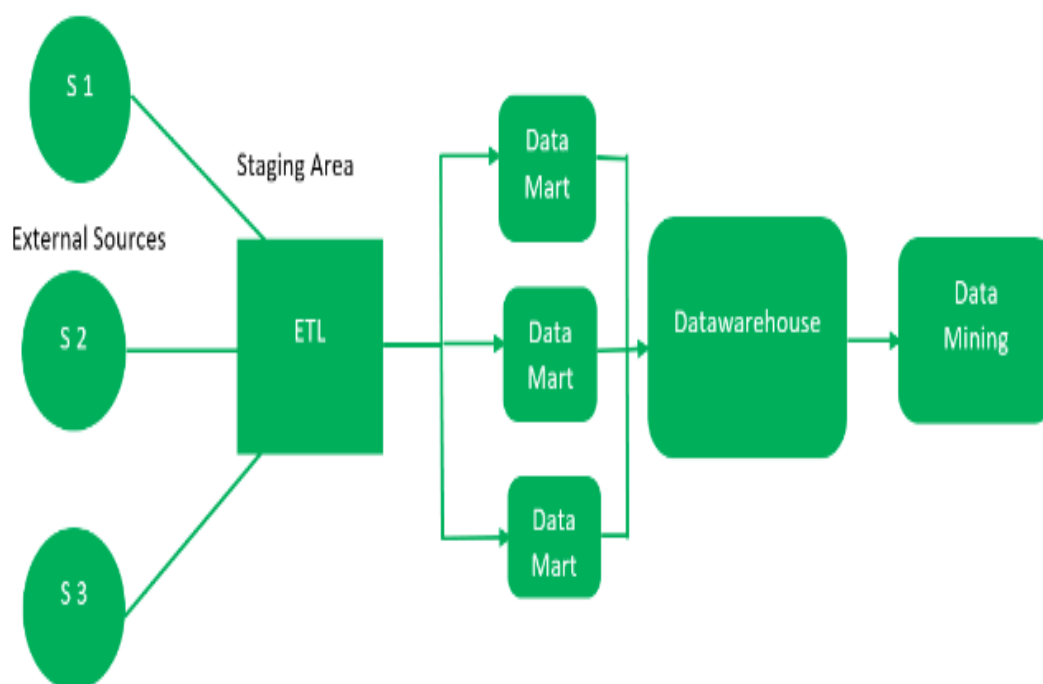 S 1
Staging Area
External Sources
S 2
S 3
ETL
Data
Mart
Data
Mart
Data
Mart
Datawarehouse
Data
Mining